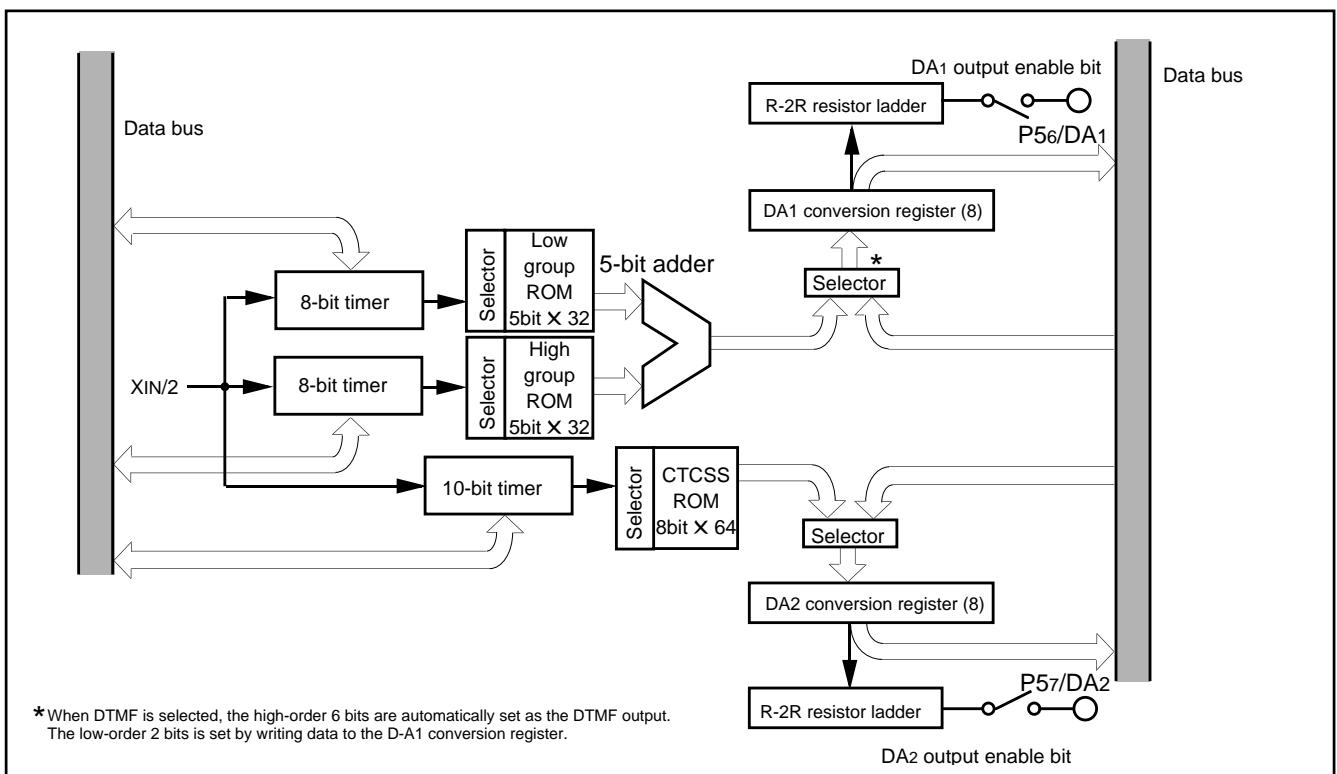 DA1 output enable bit
Data bus
R-2R resistor ladder
P56/DA1
Data bus
DA1 conversion register (8)
*
Selector
Low
group
ROM
5bit X 32
Selector
5-bit adder
8-bit timer
High
group
ROM
5bit X 32
Selector
XIN/2
8-bit timer
10-bit timer
Selector
CTCSS
ROM
8bit X 64
Selector
DA2 conversion register (8)
P57/DA2
R-2R resistor ladder
DA2 output enable bit
* When DTMF is selected, the high-order 6 bits are automatically set as the DTMF output.
The low-order 2 bits is set by writing data to the D-A1 conversion register.
Selector